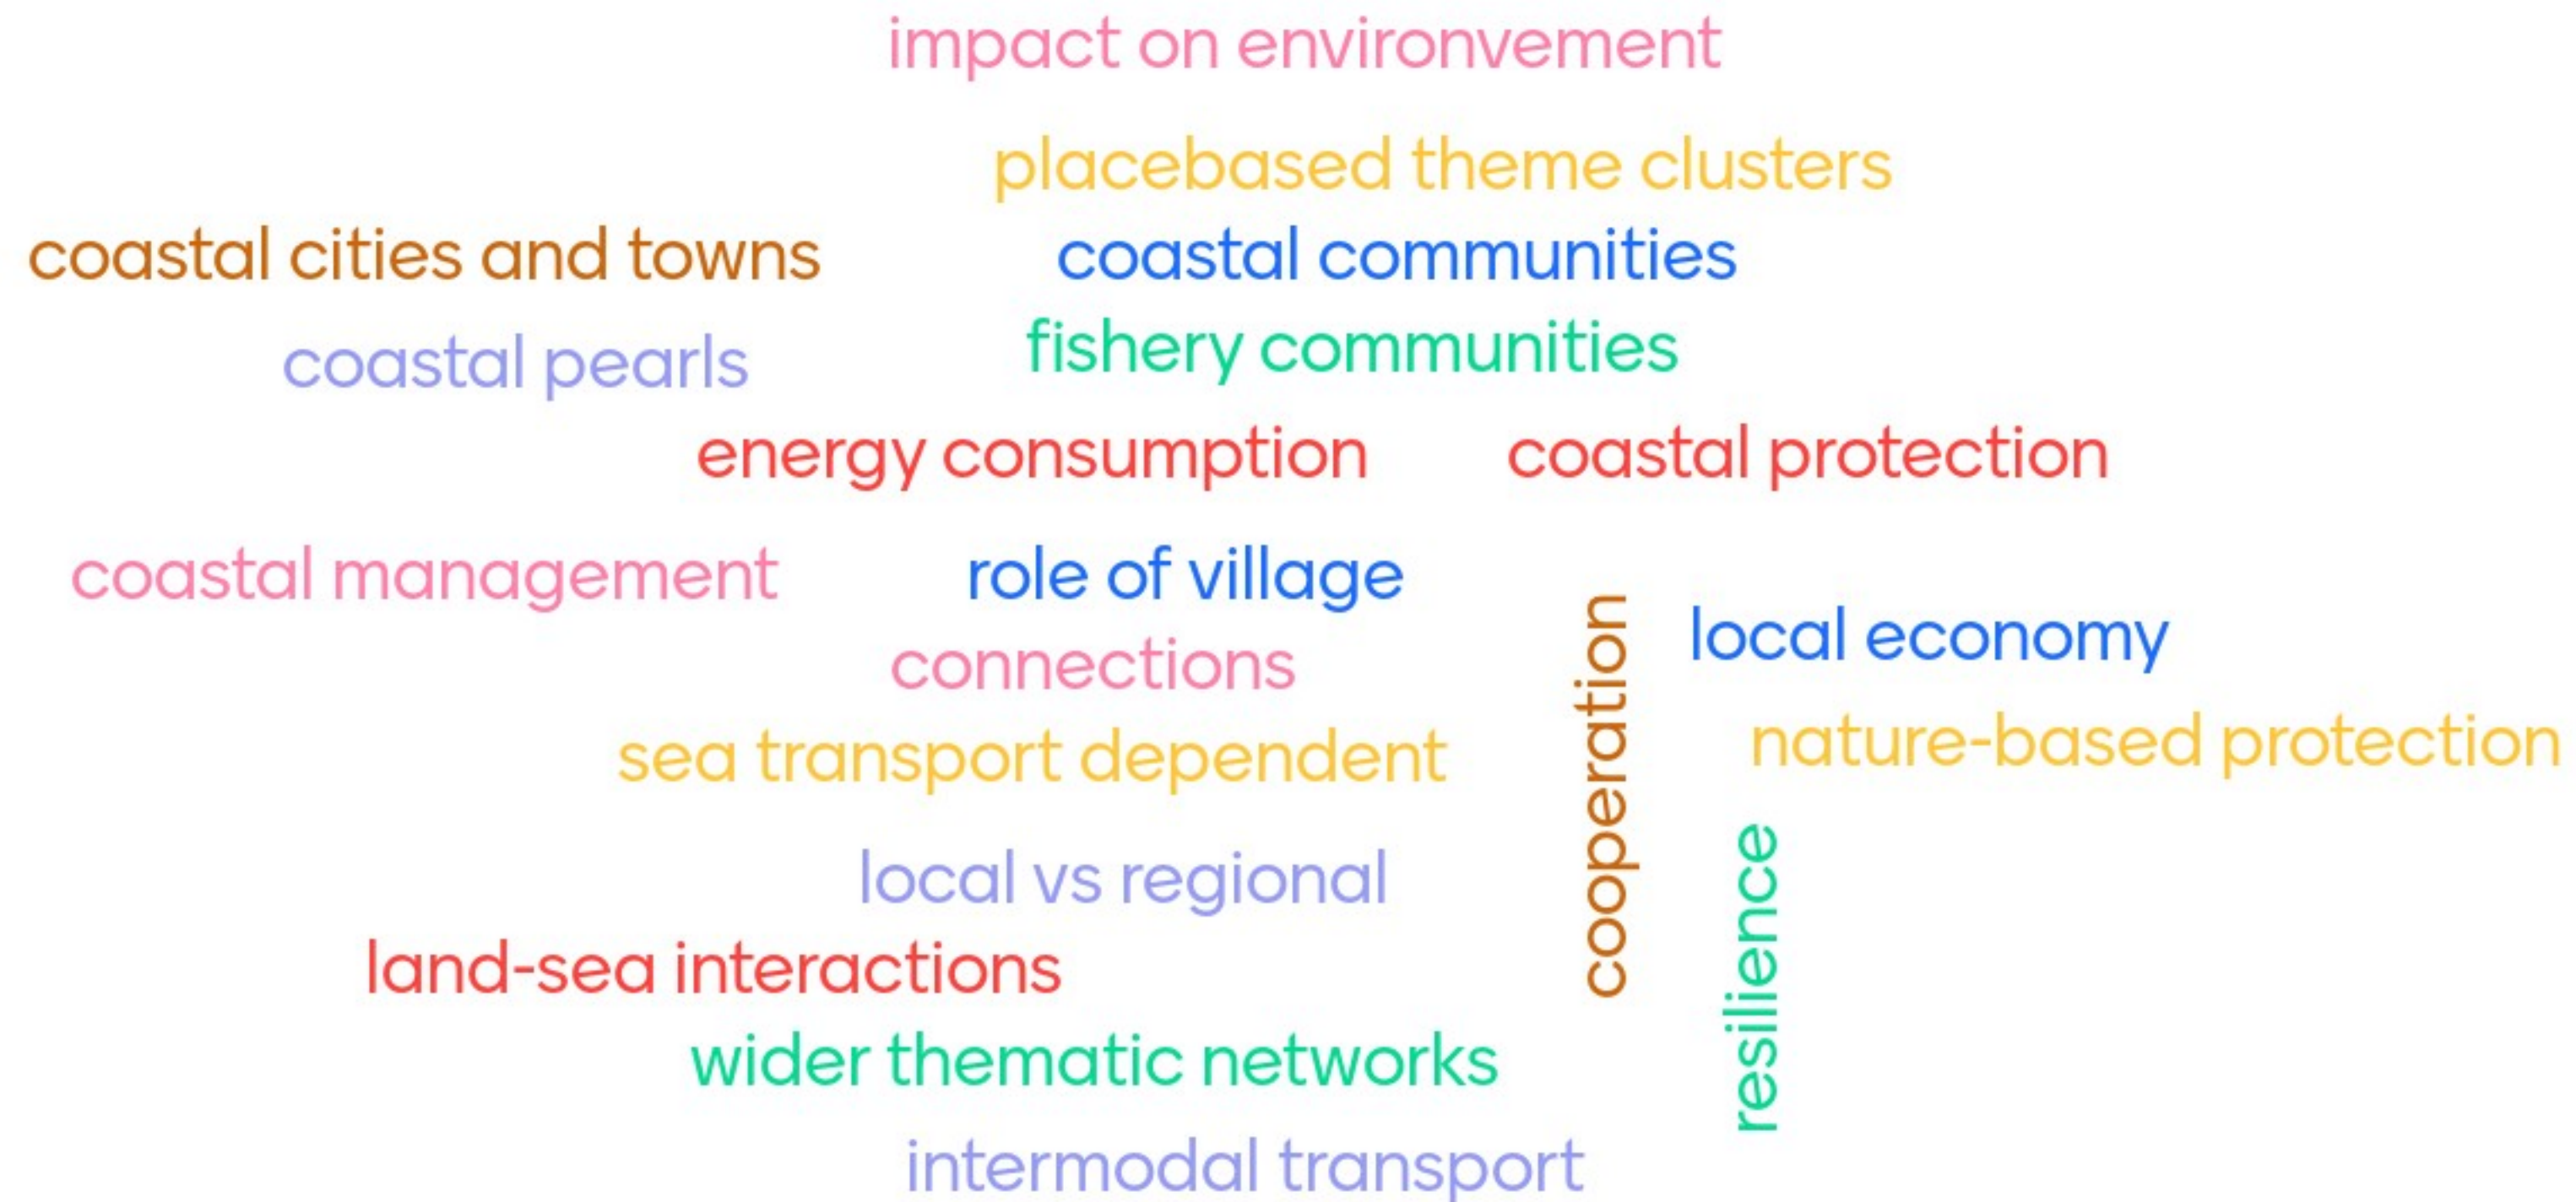 impact on environvement
placebased theme clusters
coastal cities and towns
coastal communities
coastal pearls
fishery communities
energy consumption
coastal protection
coastal management
role of village
cooperation
local economy
connections
sea transport dependent
nature-based protection
local vs regional
resilience
land-sea interactions
wider thematic networks
intermodal transport